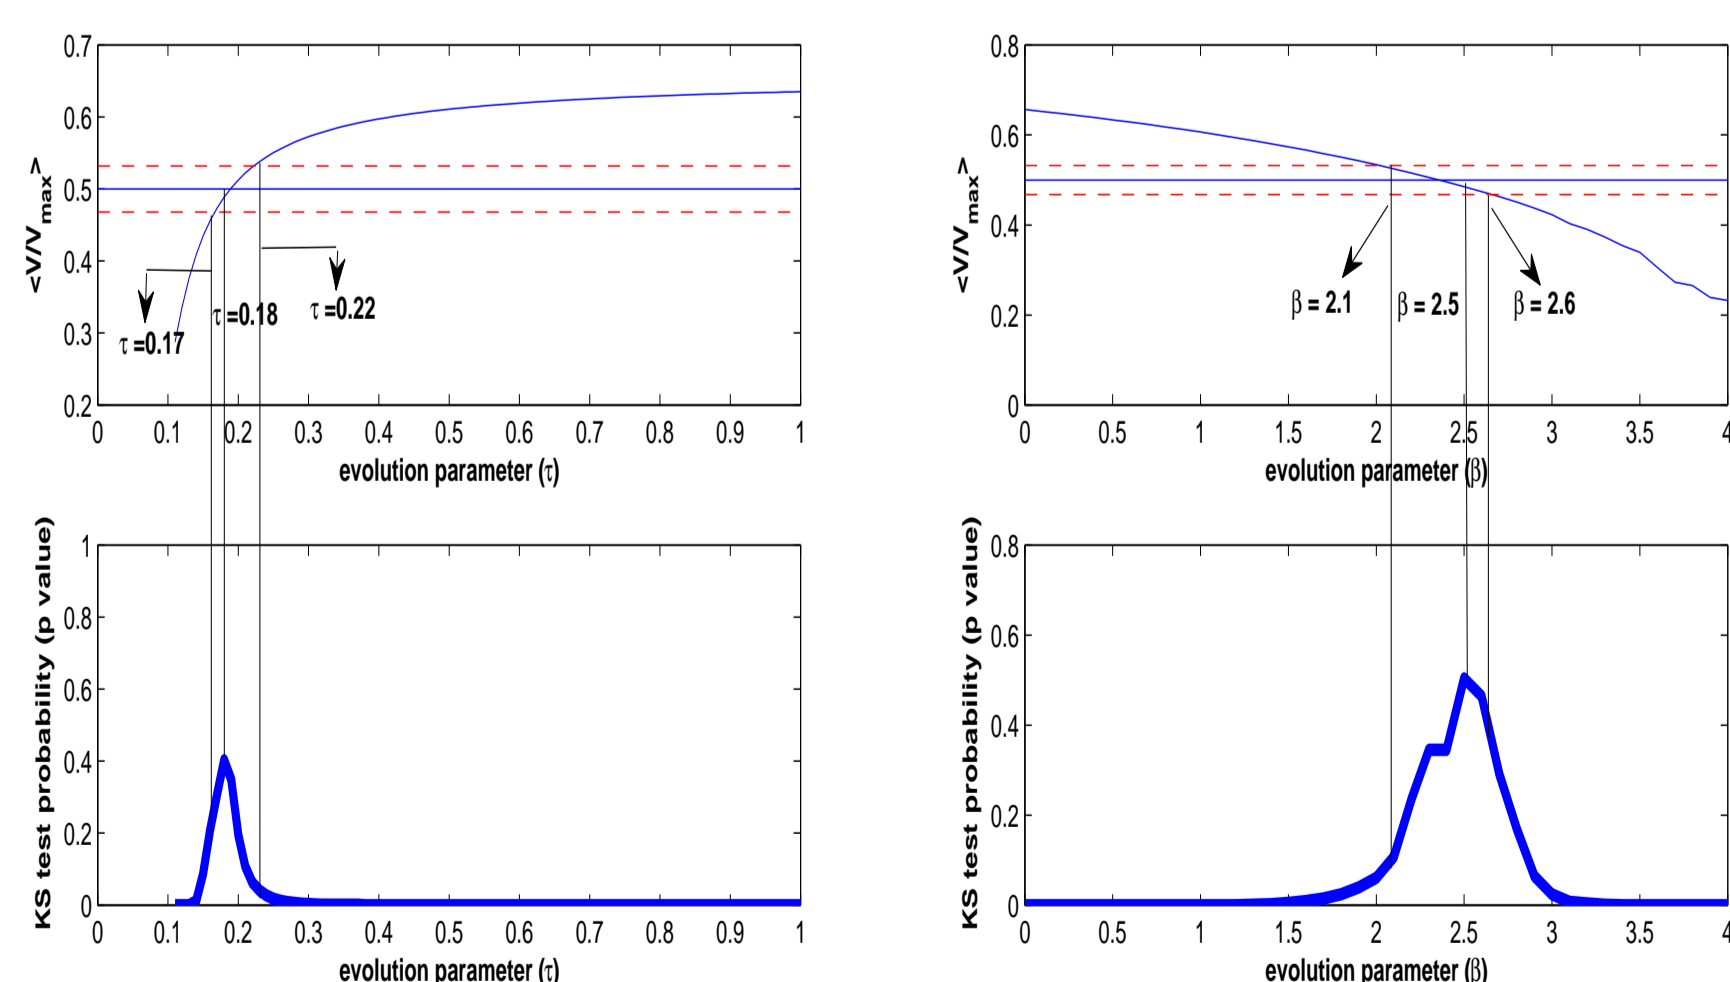 <V/Vmax>
0.7
0.6
0.5
0.4
0.3
0.2
τ =0.17
τ =0.18
τ =0.22
0 0.1 0.2 0.3 0.4 0.5 0.6 0.7 0.8 0.9 1
evolution parameter (τ)
<V/Vmax>
0.8
0.6
0.4
0.2
0
β = 2.1
β = 2.5
β = 2.6
0 0.5 1 1.5 2 2.5 3 3.5 4
evolution parameter (β)
KS test probability (p value)
1
0.8
0.6
0.4
0.2
0
0 0.1 0.2 0.3 0.4 0.5 0.6 0.7 0.8 0.9 1
evolution parameter (τ)
KS test probability (p value)
0.8
0.6
0.4
0.2
0
0 0.5 1 1.5 2 2.5 3 3.5 4
evolution parameter (β)